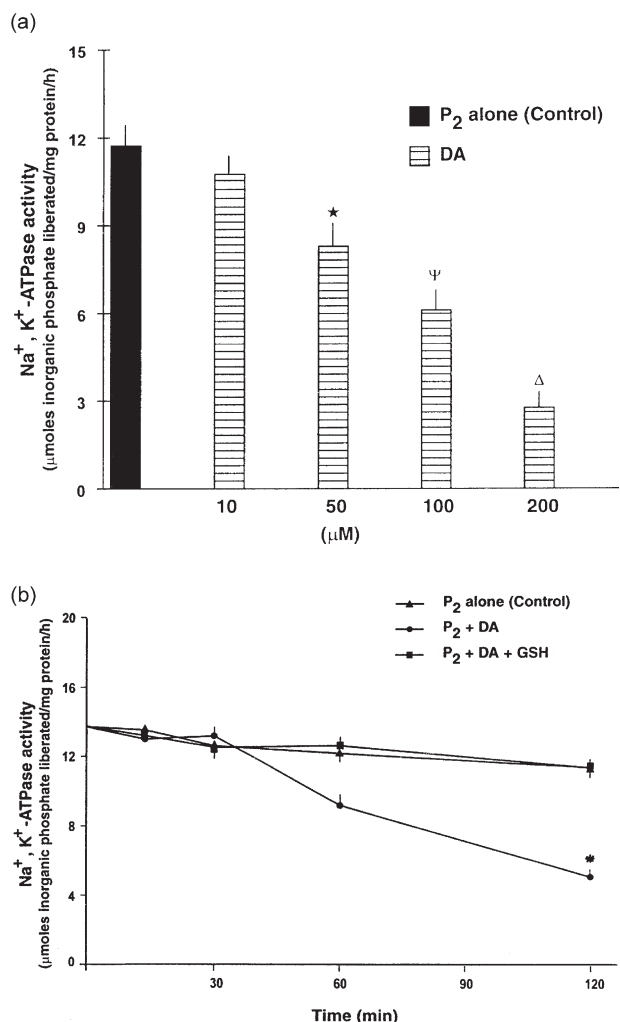 (a)
15
12
9
6
3
0
Na⁺, K⁺-ATPase activity
(μmoles inorganic phosphate liberated/mg protein/h)
P₂ alone (Control)
DA
★
Ψ
Δ
10 50 100 200
(μM)
(b)
20
16
12
8
4
0
Na⁺, K⁺-ATPase activity
(μmoles inorganic phosphate liberated/mg protein/h)
P₂ alone (Control)
P₂ + DA
P₂ + DA + GSH
*
30 60 90 120
Time (min)